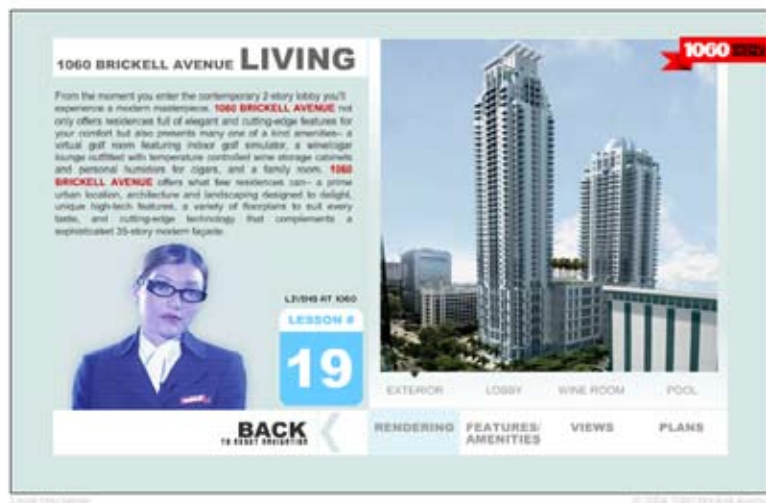 1060 BRICKELL AVENUE LIVING
1060
From the moment you enter the contemporary 2-story lobby you'll
experience a modern masterpiece. 1060 BRICKELL AVENUE not
only offers residences full of elegant and cutting-edge features for
your comfort but also presents many one of a kind amenities– a
virtual golf room featuring indoor golf simulator, a wine/cigar
lounge outfitted with temperature controlled wine storage cabinets
and personal humidors for cigars, and a family room. 1060
BRICKELL AVENUE offers what few residences can– a prime
urban location, architecture and landscaping designed to delight,
unique high-tech features, a variety of floorplans to suit every
taste, and cutting-edge technology that complements a
sophisticated 35-story modern façade.
LIVING AT 1060
LESSON #
19
EXTERIOR LOBBY WINE ROOM POOL
BACK
TO RESET NAVIGATION
RENDERING FEATURES/ VIEWS PLANS
AMENITIES